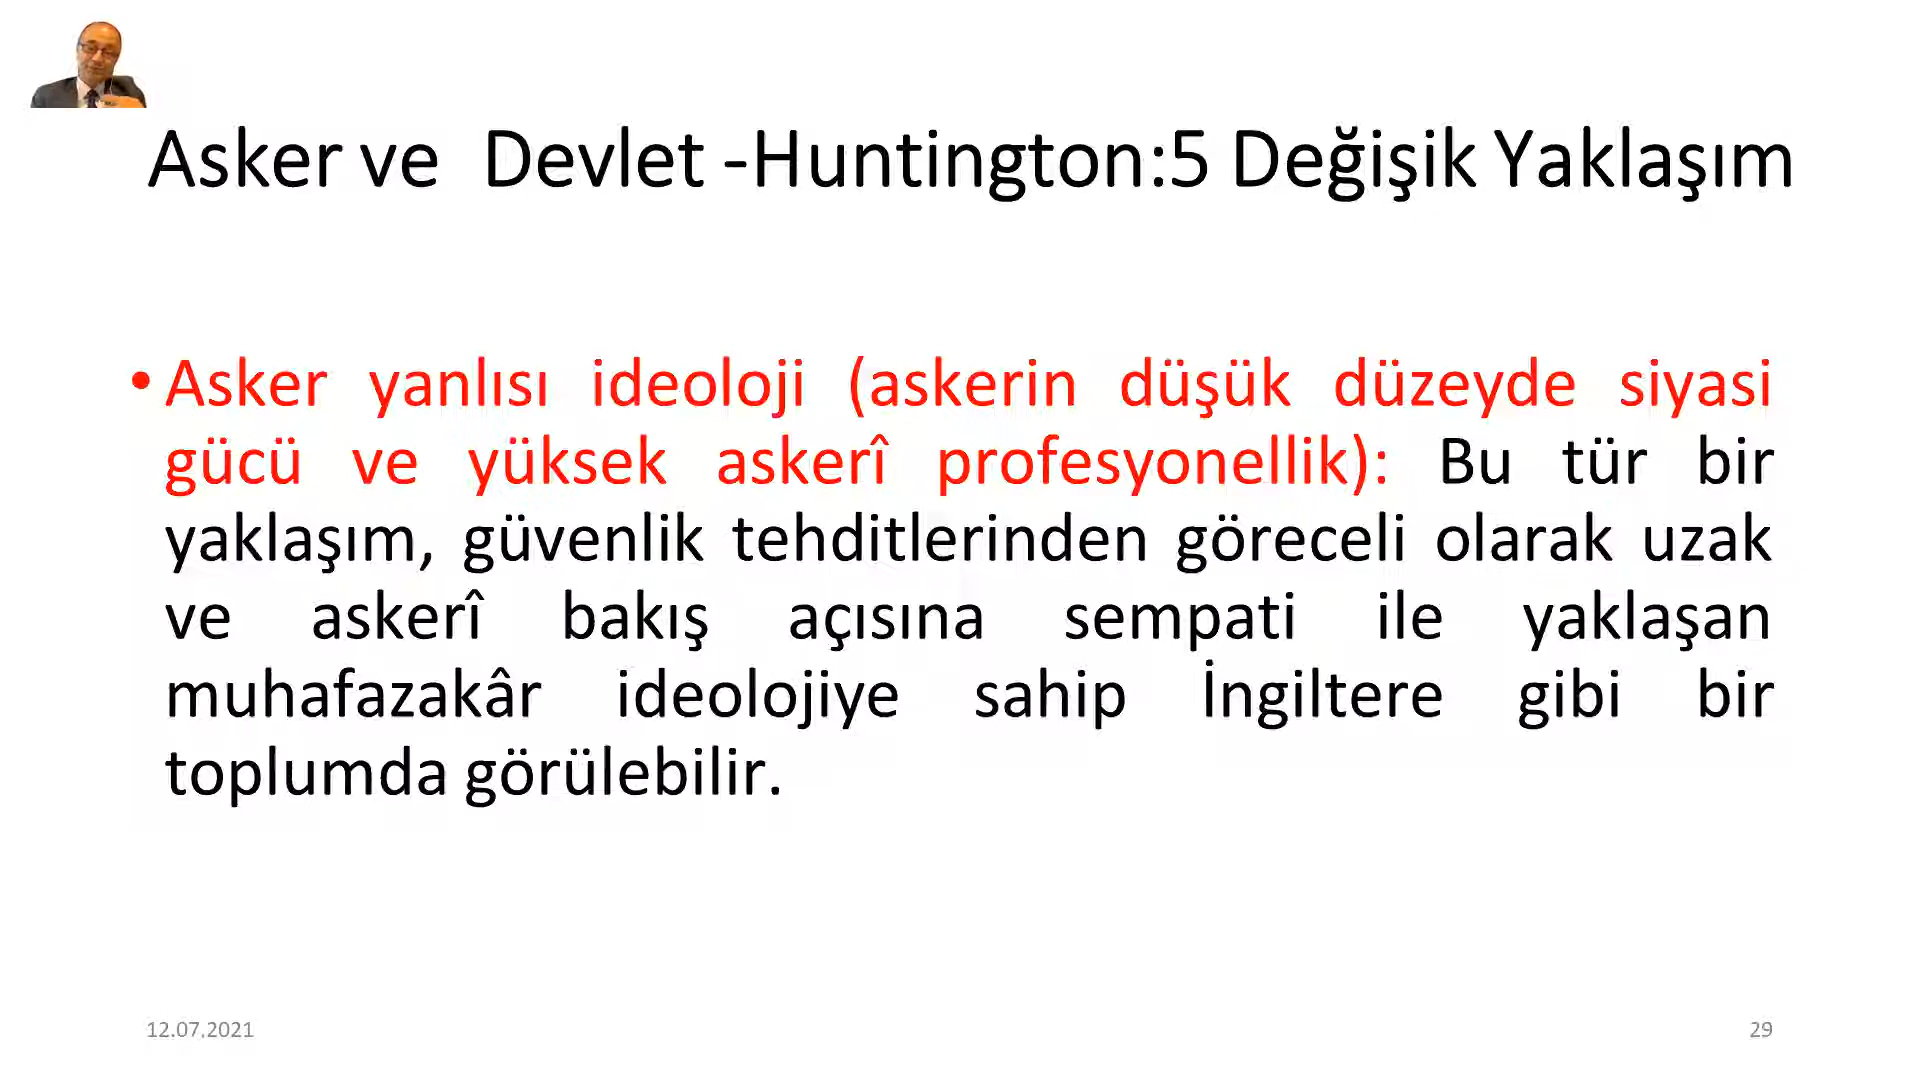 Asker ve Devlet -Huntington:5 Değişik Yaklaşım
• Asker yanlısı ideoloji (askerin düşük düzeyde siyasi
gücü ve yüksek askerî profesyonellik): Bu tür bir
yaklaşım, güvenlik tehditlerinden göreceli olarak uzak
ve askerî bakış açısına sempati ile yaklaşan
muhafazakâr ideolojiye sahip İngiltere gibi bir
toplumda görülebilir.
12.07.2021
29